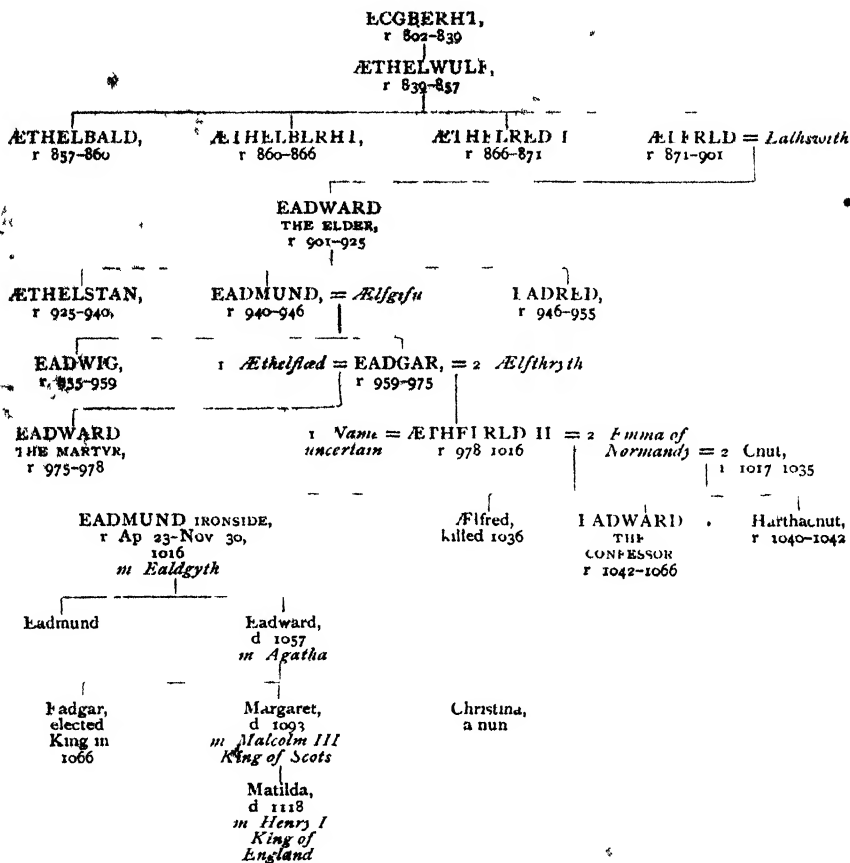 ECGBERHT,
r 802-839
ÆTHELWULF,
r 839-857
ÆTHELBALD,
r 857-860
ÆTHELBERHT,
r 860-866
ÆTHELRED I
r 866-871
ÆLFRED = Ealhswith
r 871-901
EADWARD
THE ELDER,
r 901-925
ÆTHELSTAN,
r 925-940,
EADMUND, = Ælfgifu
r 940-946
EADRED,
r 946-955
EADWIG,
r 955-959
1 Æthelflæd = EADGAR, = 2 Ælfthryth
r 959-975
EADWARD
THE MARTYR,
r 975-978
1 Name = ÆTHELRED II = 2 Emma of
uncertain r 978 1016 Normandy = 2 Cnut,
r 1017 1035
EADMUND IRONSIDE,
r Ap 23-Nov 30,
1016
m Ealdgyth
Ælfred,
killed 1036
EADWARD
THE
CONFESSOR
r 1042-1066
Harthacnut,
r 1040-1042
Eadmund
Eadward,
d 1057
m Agatha
Eadgar,
elected
King in
1066
Margaret,
d 1093
m Malcolm III
King of Scots
Christina,
a nun
Matilda,
d 1118
m Henry I
King of
England